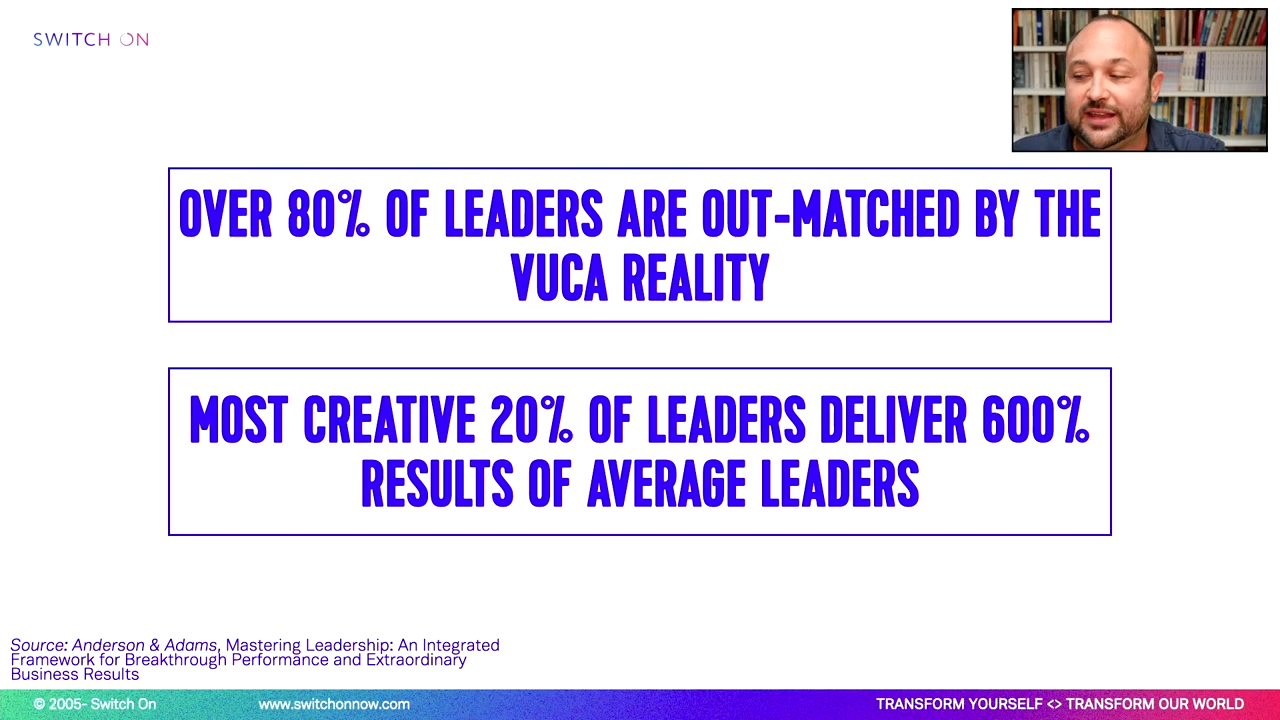 SWITCH ON
OVER 80% OF LEADERS ARE OUT-MATCHED BY THE
VUCA REALITY
MOST CREATIVE 20% OF LEADERS DELIVER 600%
RESULTS OF AVERAGE LEADERS
Source: Anderson & Adams, Mastering Leadership: An Integrated
Framework for Breakthrough Performance and Extraordinary
Business Results
© 2005- Switch On
www.switchonnow.com
TRANSFORM YOURSELF <> TRANSFORM OUR WORLD